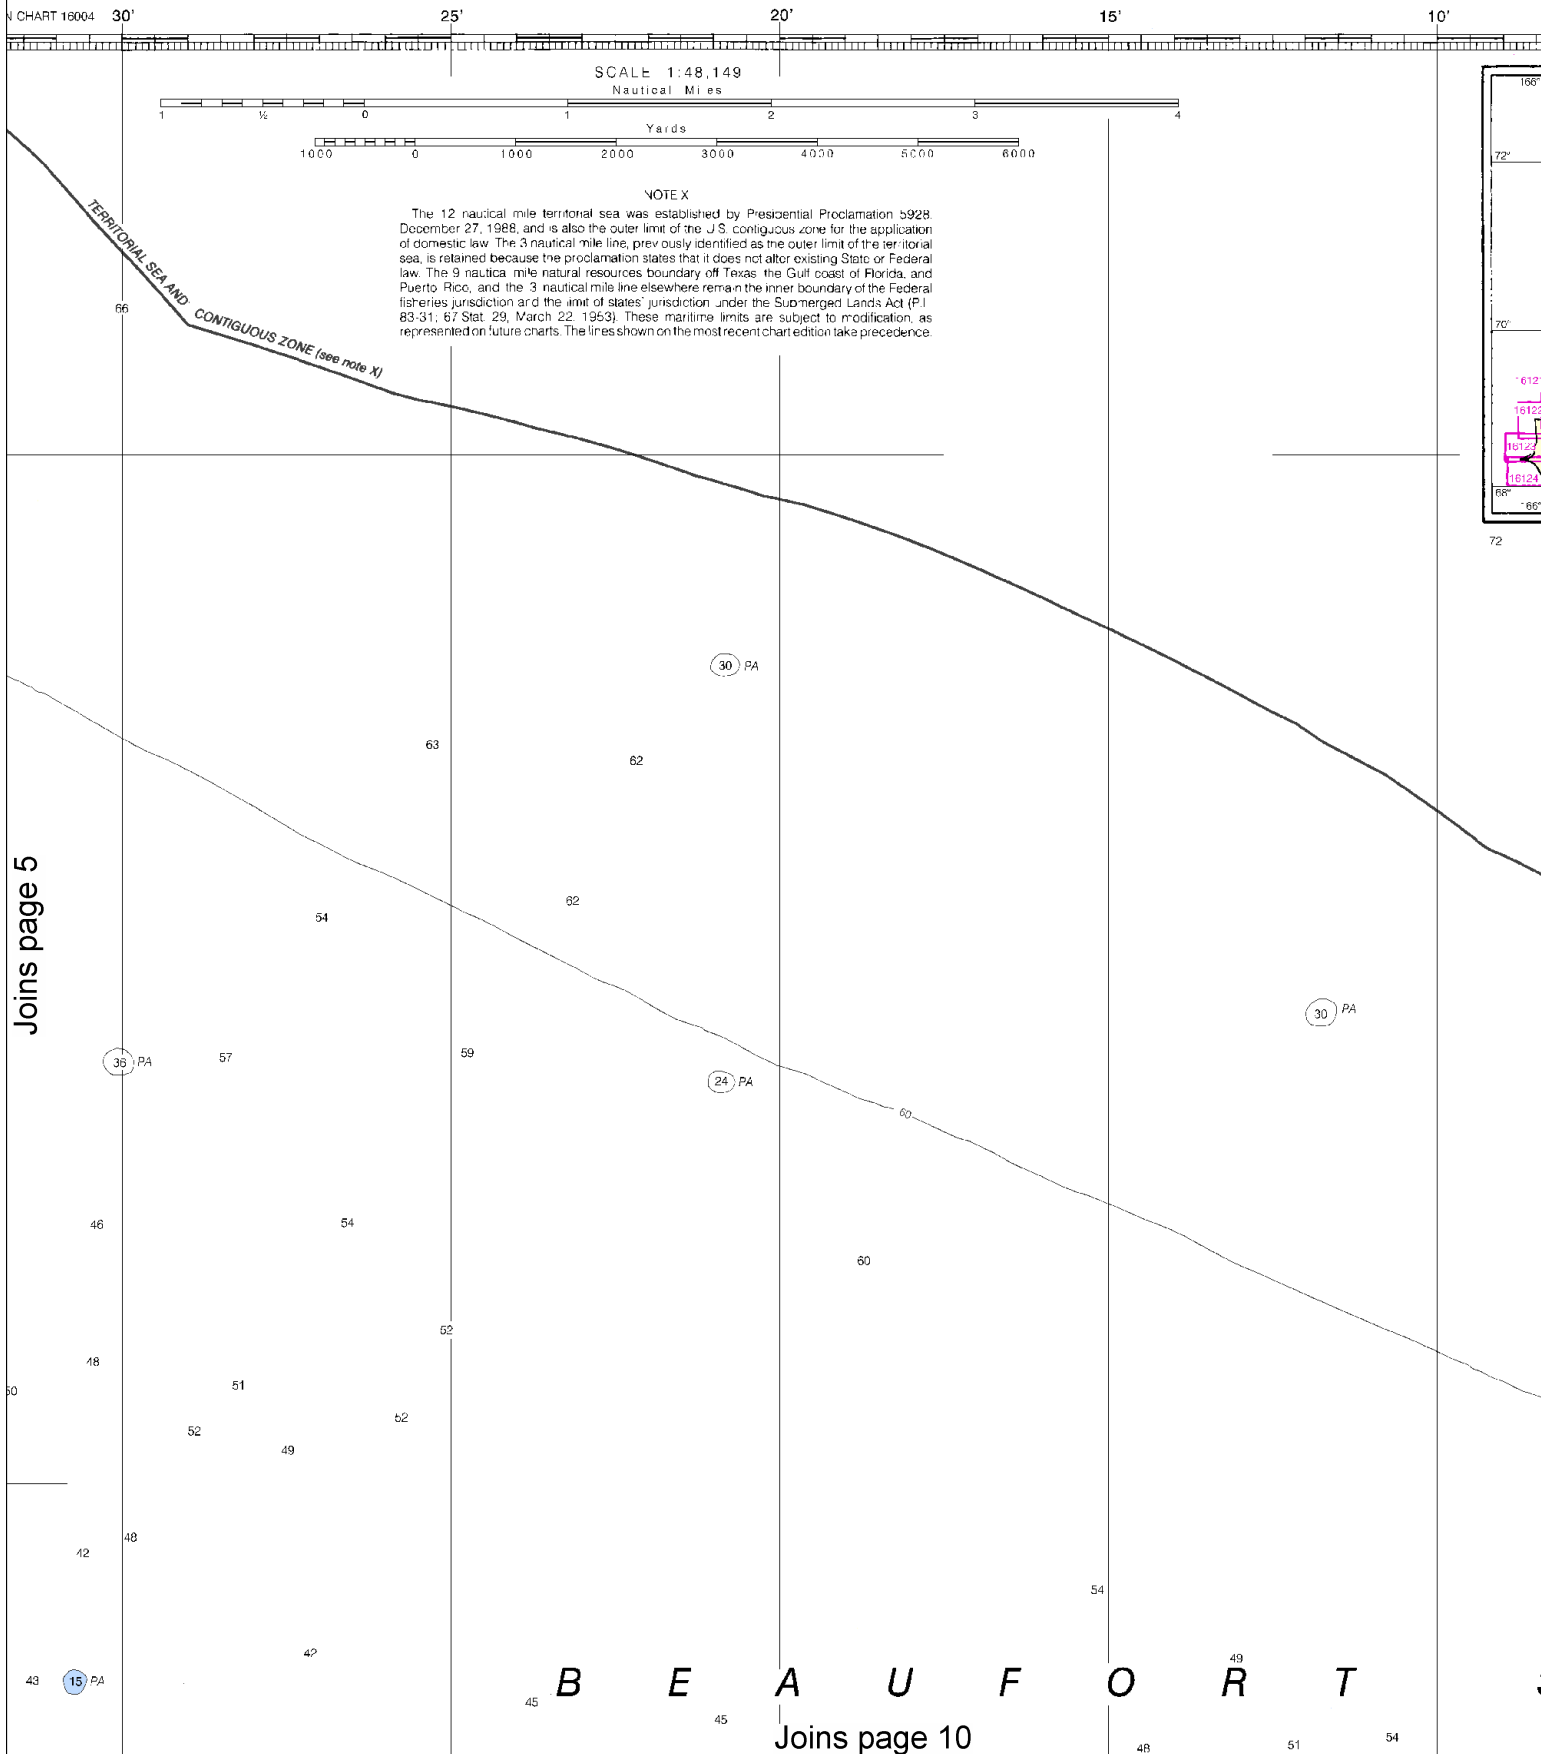 N CHART 16004 30' 25' 20' 15' 10'
SCALE 1:48,149
Nautical Miles
1 ½ 0 1 2 3 4
Yards
1000 0 1000 2000 3000 4000 5000 6000
166°
72°
70°
16121
16122
16123
16124
68°
166°
72
NOTE X
The 12 nautical mile territorial sea was established by Presidential Proclamation 5928,
December 27, 1988, and is also the outer limit of the U.S. contiguous zone for the application
of domestic law. The 3 nautical mile line, previously identified as the outer limit of the territorial
sea, is retained because the proclamation states that it does not alter existing State or Federal
law. The 9 nautical mile natural resources boundary off Texas, the Gulf coast of Florida, and
Puerto Rico, and the 3 nautical mile line elsewhere remain the inner boundary of the Federal
fisheries jurisdiction and the limit of states' jurisdiction under the Submerged Lands Act (P.L.
83-31; 67 Stat. 29, March 22, 1953). These maritime limits are subject to modification, as
represented on future charts. The lines shown on the most recent chart edition take precedence.
TERRITORIAL SEA AND CONTIGUOUS ZONE (see note X)
66
30 PA
63
62
62
54
Joins page 5
30 PA
36 PA
57
59
24 PA
60
46
54
60
52
48
51
50
52
52
49
48
42
54
42
49
43
15 PA
B E A U F O R T
45
45
Joins page 10
48
51
54